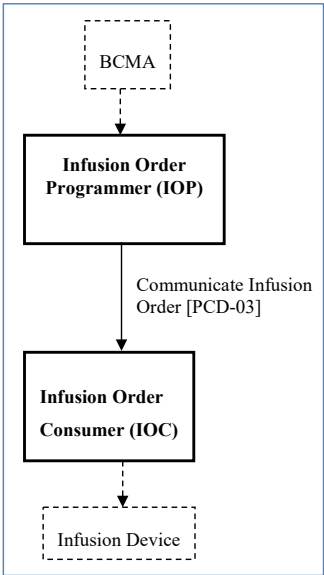 BCMA
Infusion Order
Programmer (IOP)
Communicate Infusion
Order [PCD-03]
Infusion Order
Consumer (IOC)
Infusion Device